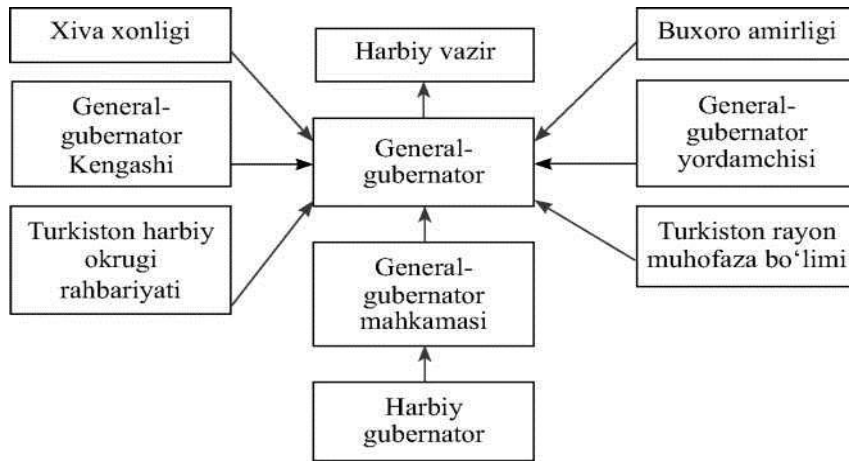 Xiva xonligi
Harbiy vazir
Buxoro amirligi
General-
gubernator
Kengashi
General-
gubernator
General-
gubernator
yordamchisi
Turkiston harbiy
okrugi
rahbariyati
General-
gubernator
mahkamasi
Turkiston rayon
muhofaza bo‘limi
Harbiy
gubernator